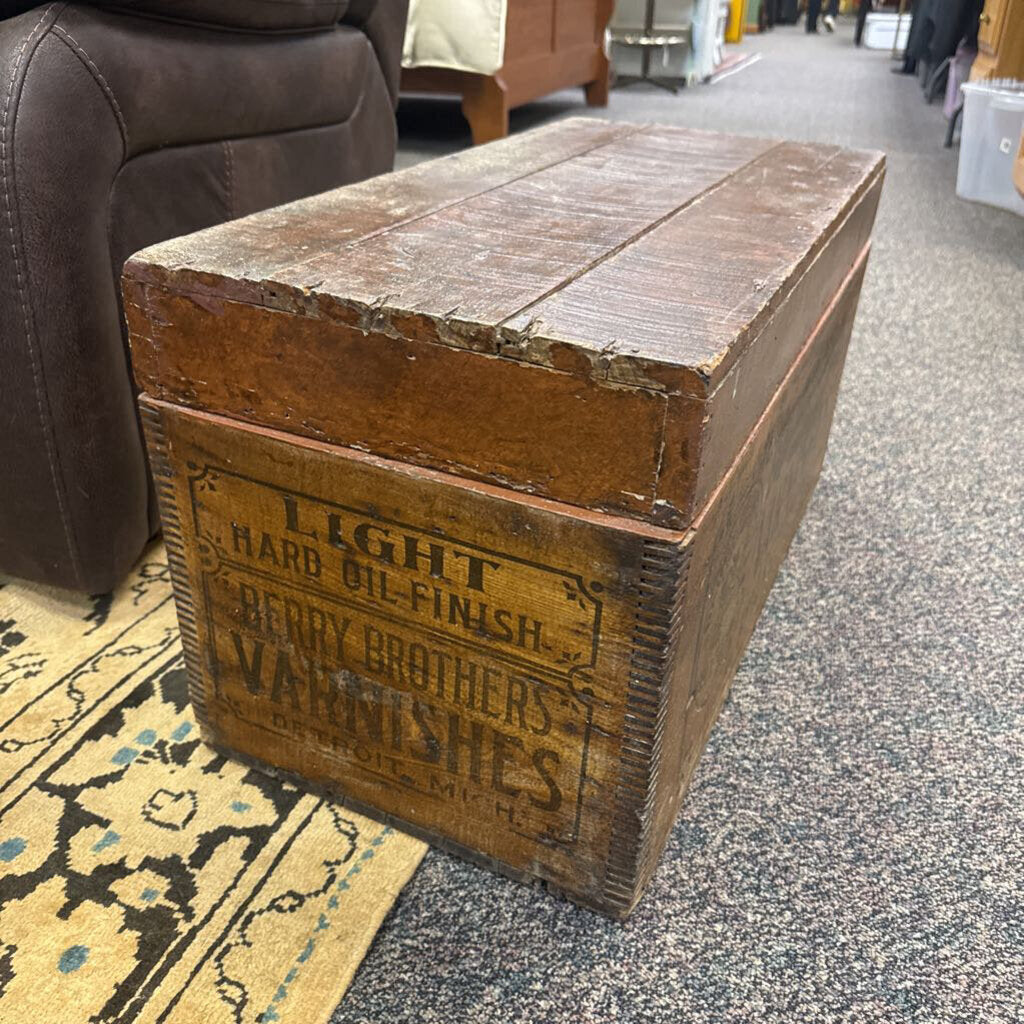 LIGHT
HARD OIL-FINISH
BERRY BROTHERS
VARNISHES
DETROIT-MICH.